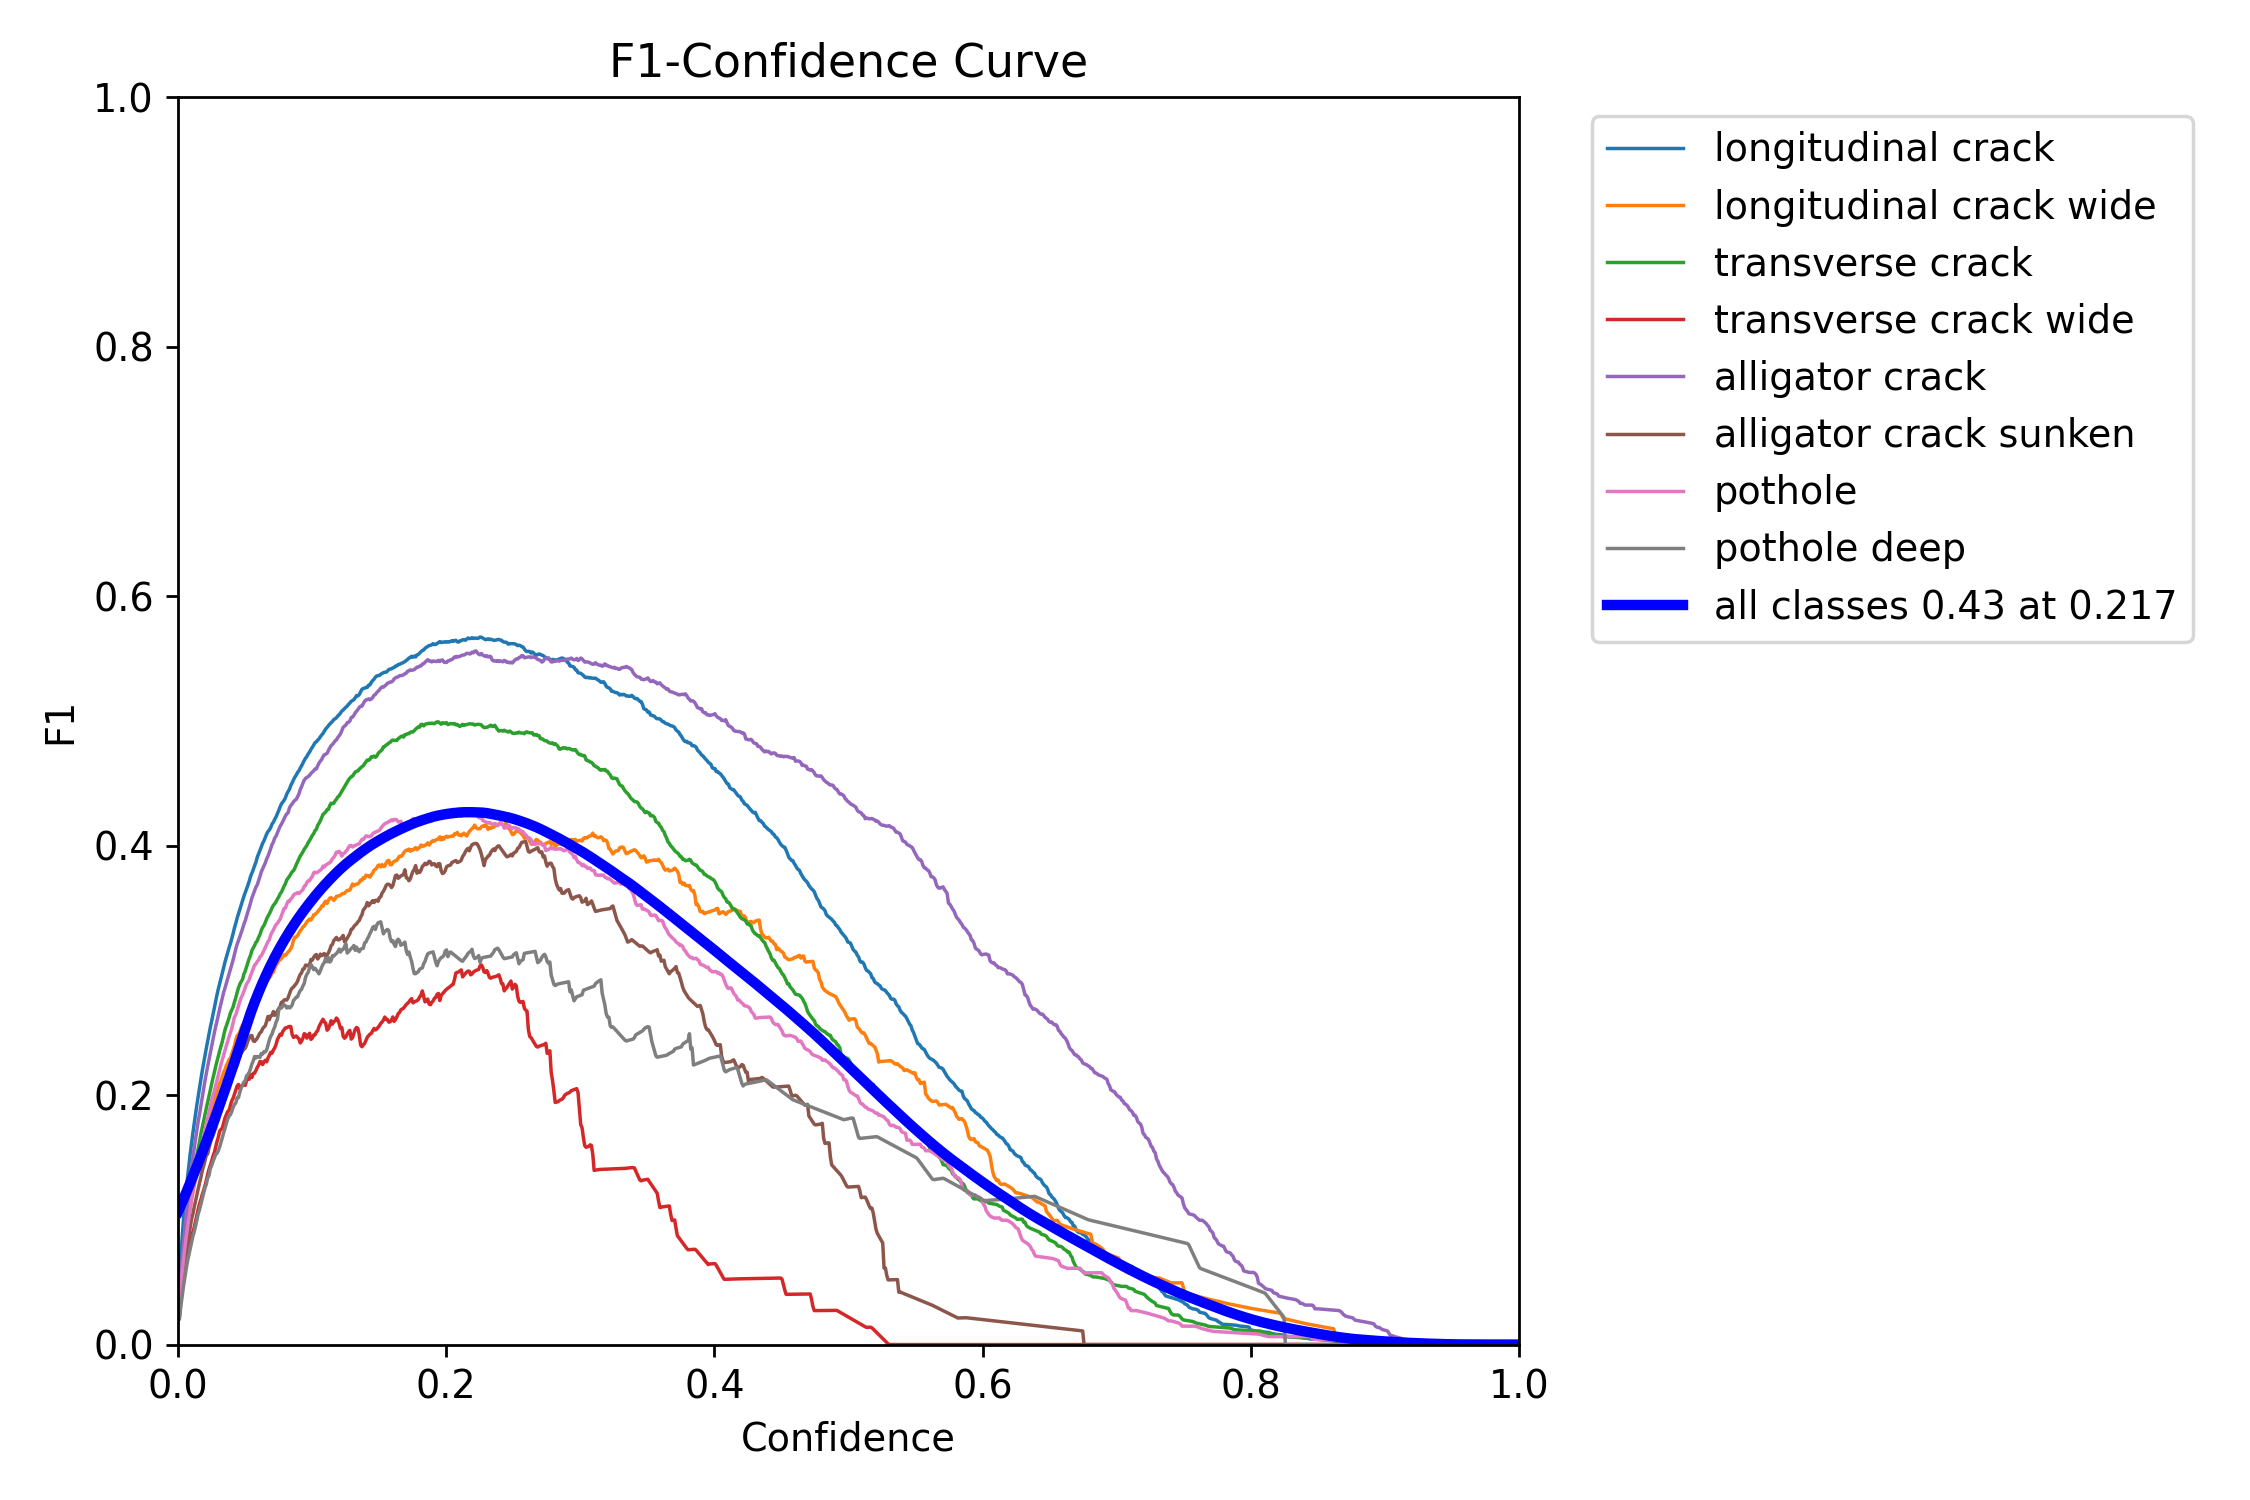 F1-Confidence Curve
1.0
0.8
0.6
0.4
0.2
0.0
F1
0.0 0.2 0.4 0.6 0.8 1.0
Confidence
longitudinal crack
longitudinal crack wide
transverse crack
transverse crack wide
alligator crack
alligator crack sunken
pothole
pothole deep
all classes 0.43 at 0.217